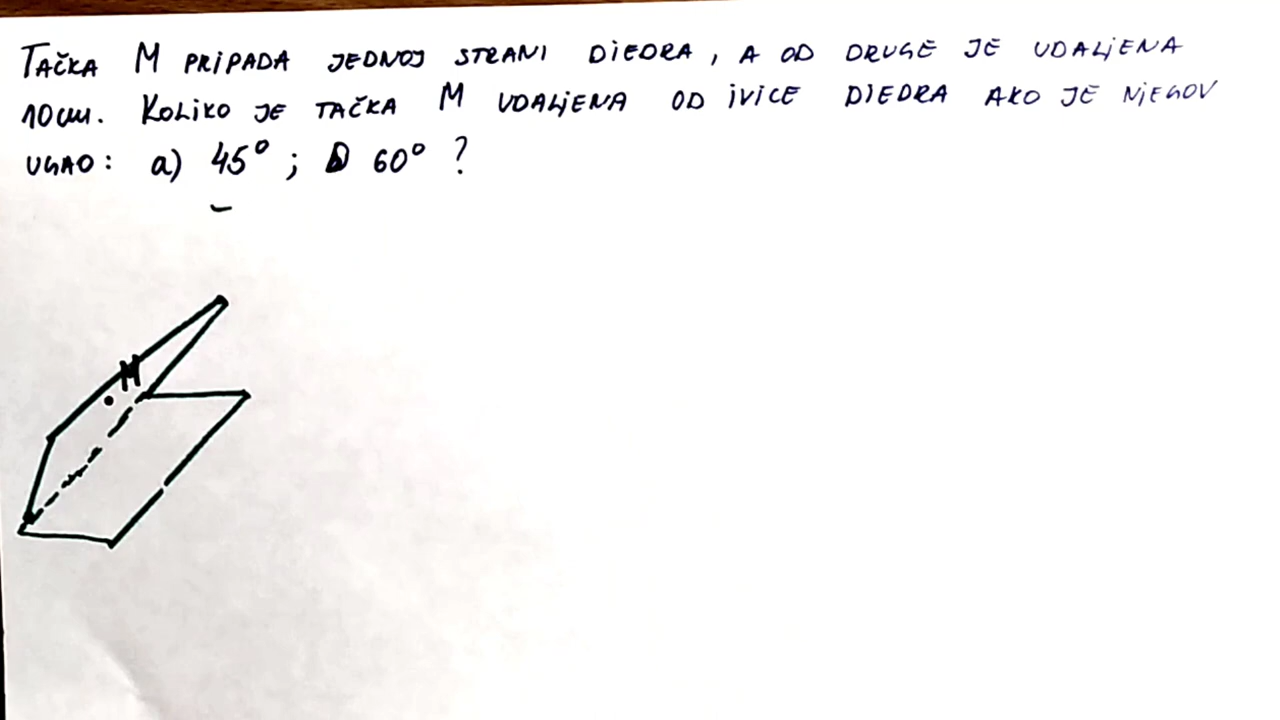 TAČKA M PRIPADA JEDNOJ STRANI DIEDRA, A OD DRUGE JE UDALJENA
10cm. KOLIKO JE TAČKA M UDALJENA OD IVICE DIEDRA AKO JE NJEGOV
UGAO: a) 45° ; b) 60° ?
M